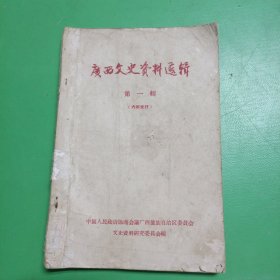 廣西文史資料選輯
第一輯
（内部發行）
中國人民政治協商會議廣西僮族自治區委員會
文史資料研究委員會編